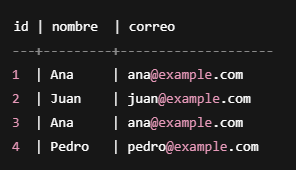 id | nombre  | correo
---+---------+--------------------
1  | Ana     | ana@example.com
2  | Juan    | juan@example.com
3  | Ana     | ana@example.com
4  | Pedro   | pedro@example.com